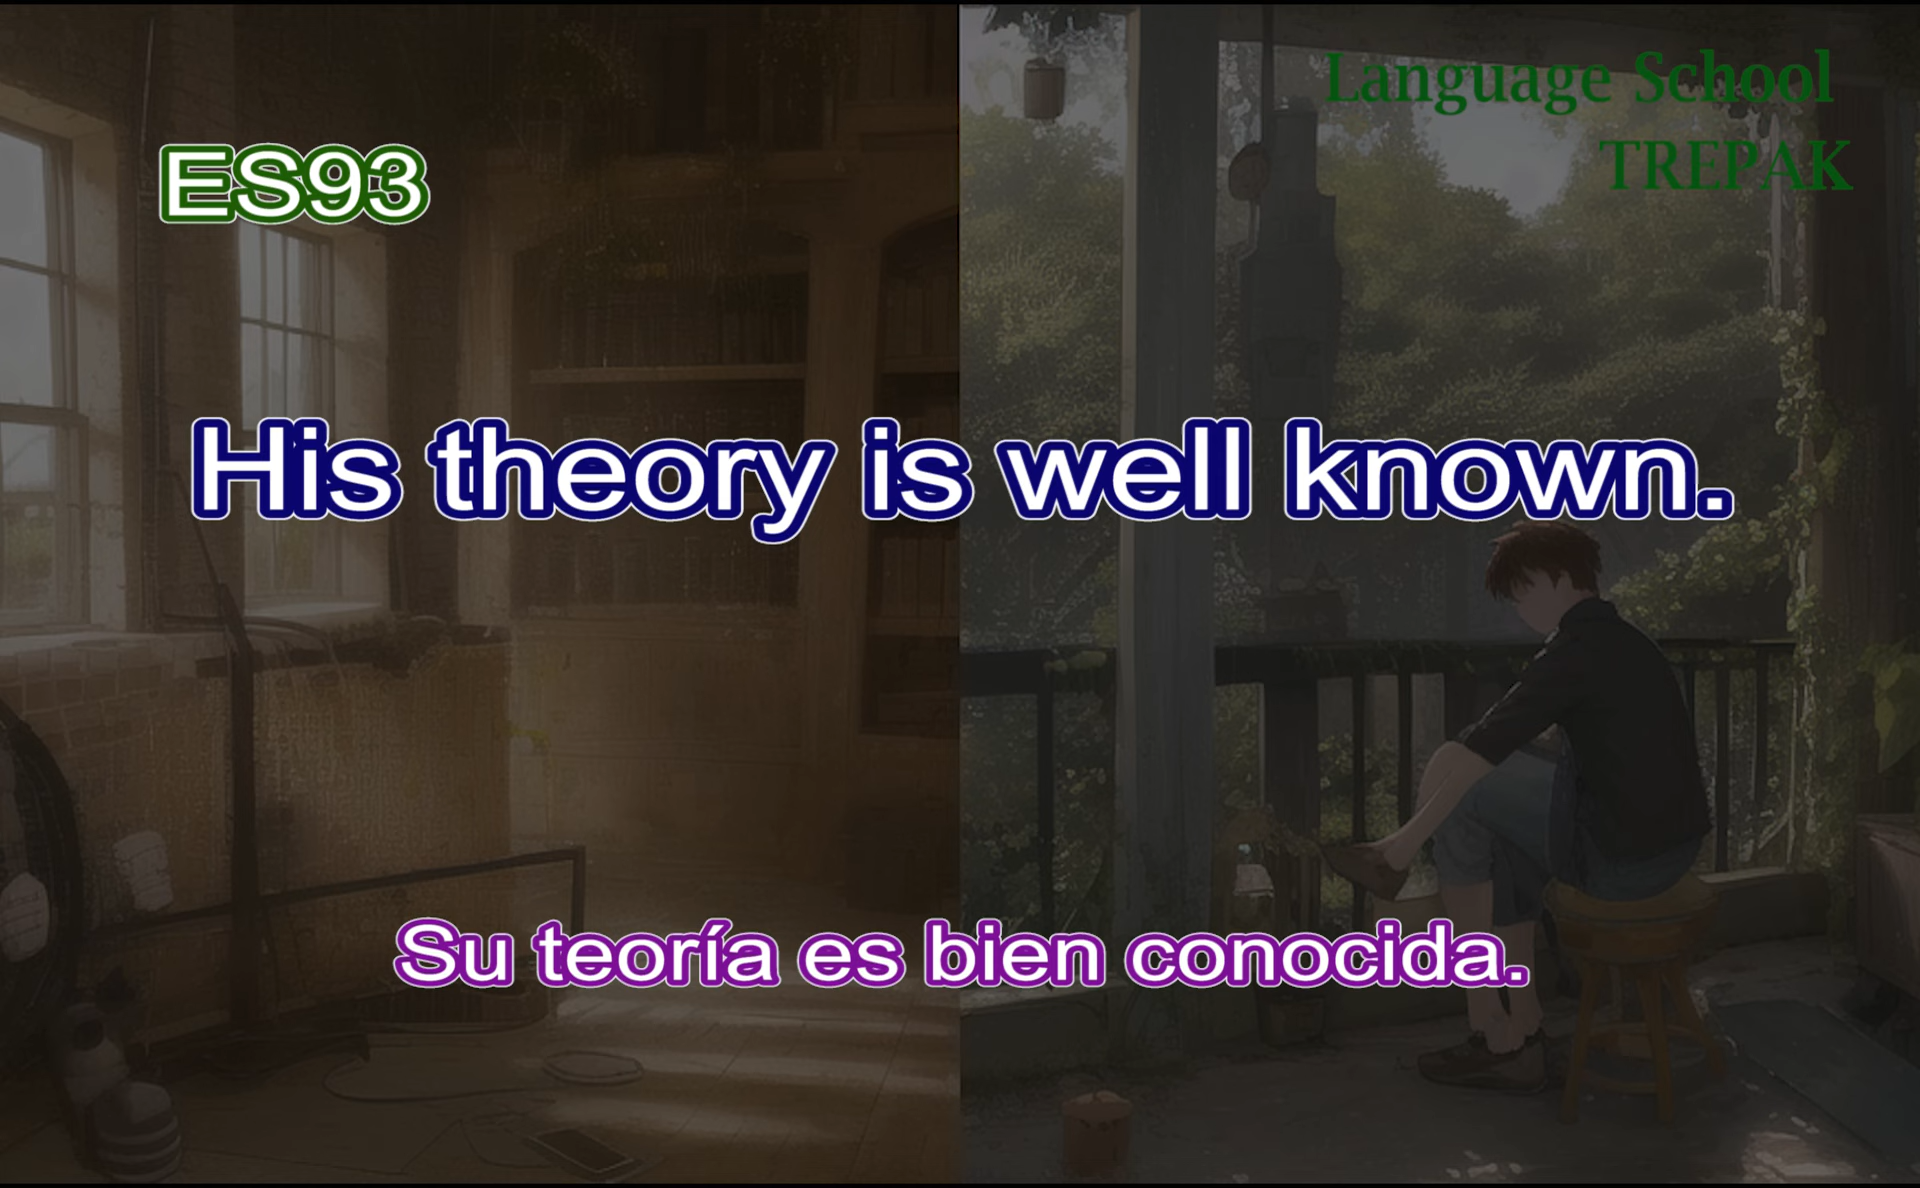 Language School
TREPAK
ES93
His theory is well known.
Su teoría es bien conocida.